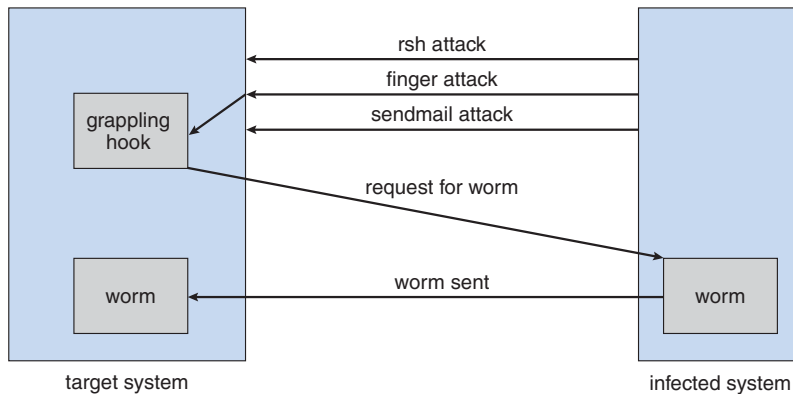 rsh attack
finger attack
sendmail attack
grappling
hook
request for worm
worm
worm sent
worm
target system
infected system